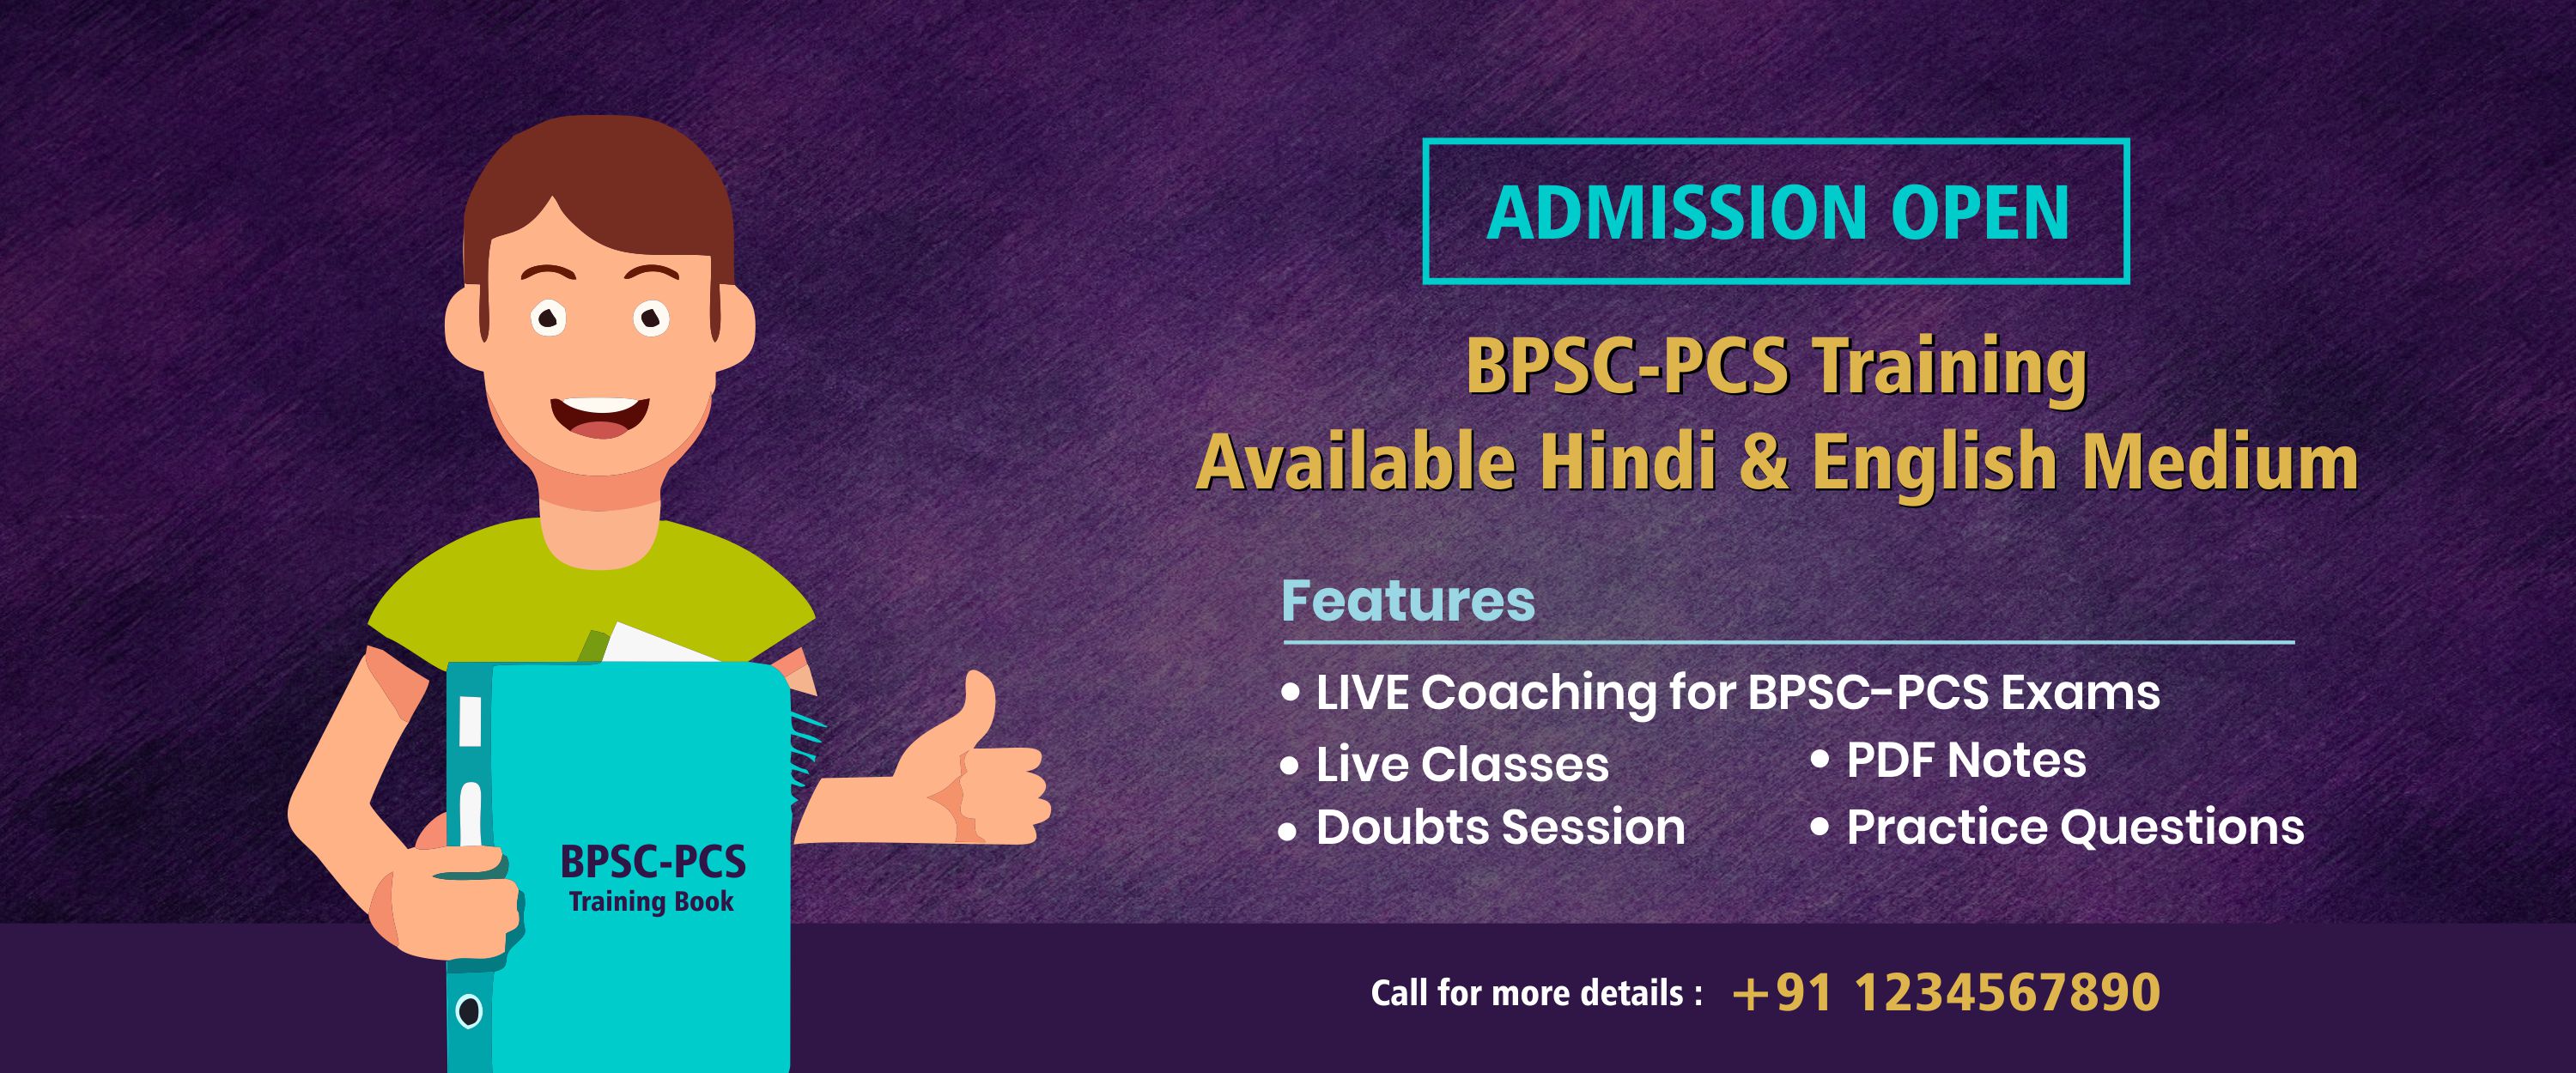 ADMISSION OPEN
BPSC-PCS Training
Available Hindi & English Medium
Features
• LIVE Coaching for BPSC-PCS Exams
• Live Classes
• PDF Notes
• Doubts Session
• Practice Questions
BPSC-PCS
Training Book
Call for more details : +91 1234567890